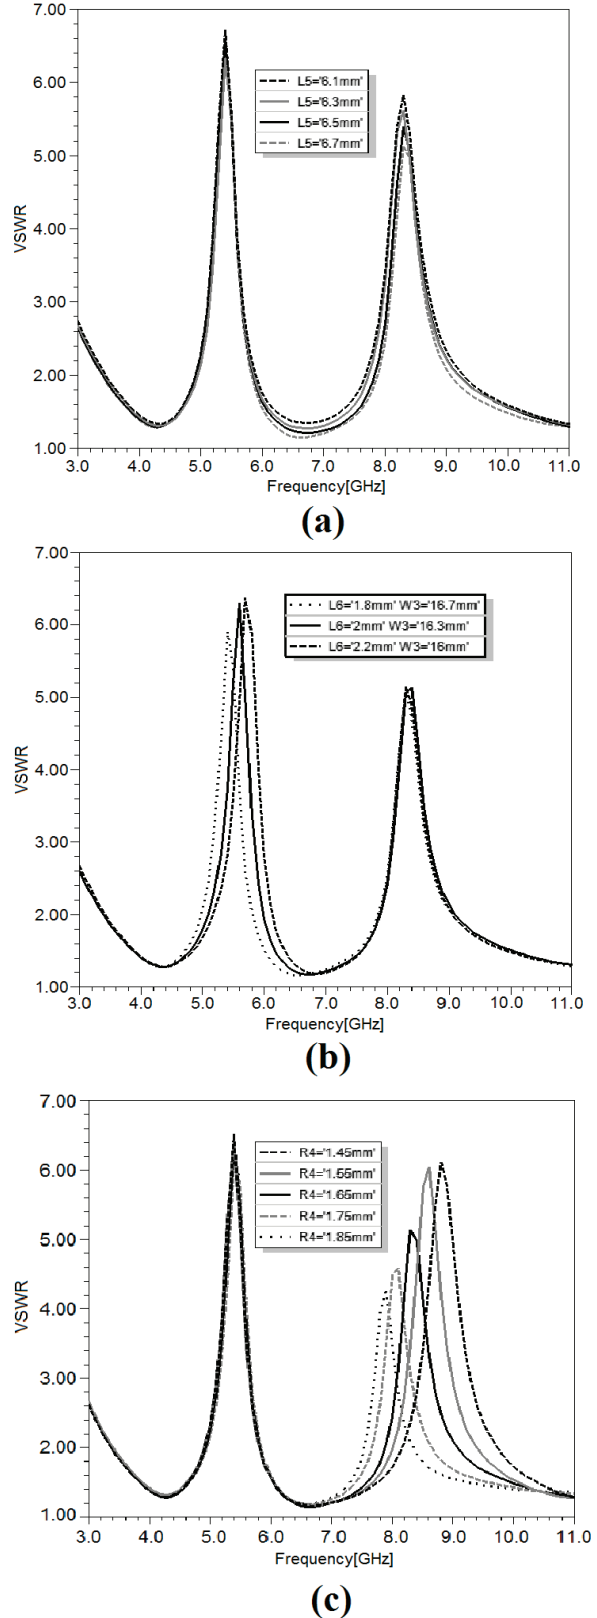 7.00
6.00
5.00
4.00
3.00
2.00
1.00
VSWR
L5='6.1mm'
L5='6.3mm'
L5='6.5mm'
L5='6.7mm'
3.0 4.0 5.0 6.0 7.0 8.0 9.0 10.0 11.0
Frequency[GHz]
(a)
7.00
6.00
5.00
4.00
3.00
2.00
1.00
VSWR
L6='1.8mm' W3='16.7mm'
L6='2mm' W3='16.3mm'
L6='2.2mm' W3='16mm'
3.0 4.0 5.0 6.0 7.0 8.0 9.0 10.0 11.0
Frequency[GHz]
(b)
7.00
6.00
5.00
4.00
3.00
2.00
1.00
VSWR
R4='1.45mm'
R4='1.55mm'
R4='1.65mm'
R4='1.75mm'
R4='1.85mm'
3.0 4.0 5.0 6.0 7.0 8.0 9.0 10.0 11.0
Frequency[GHz]
(c)